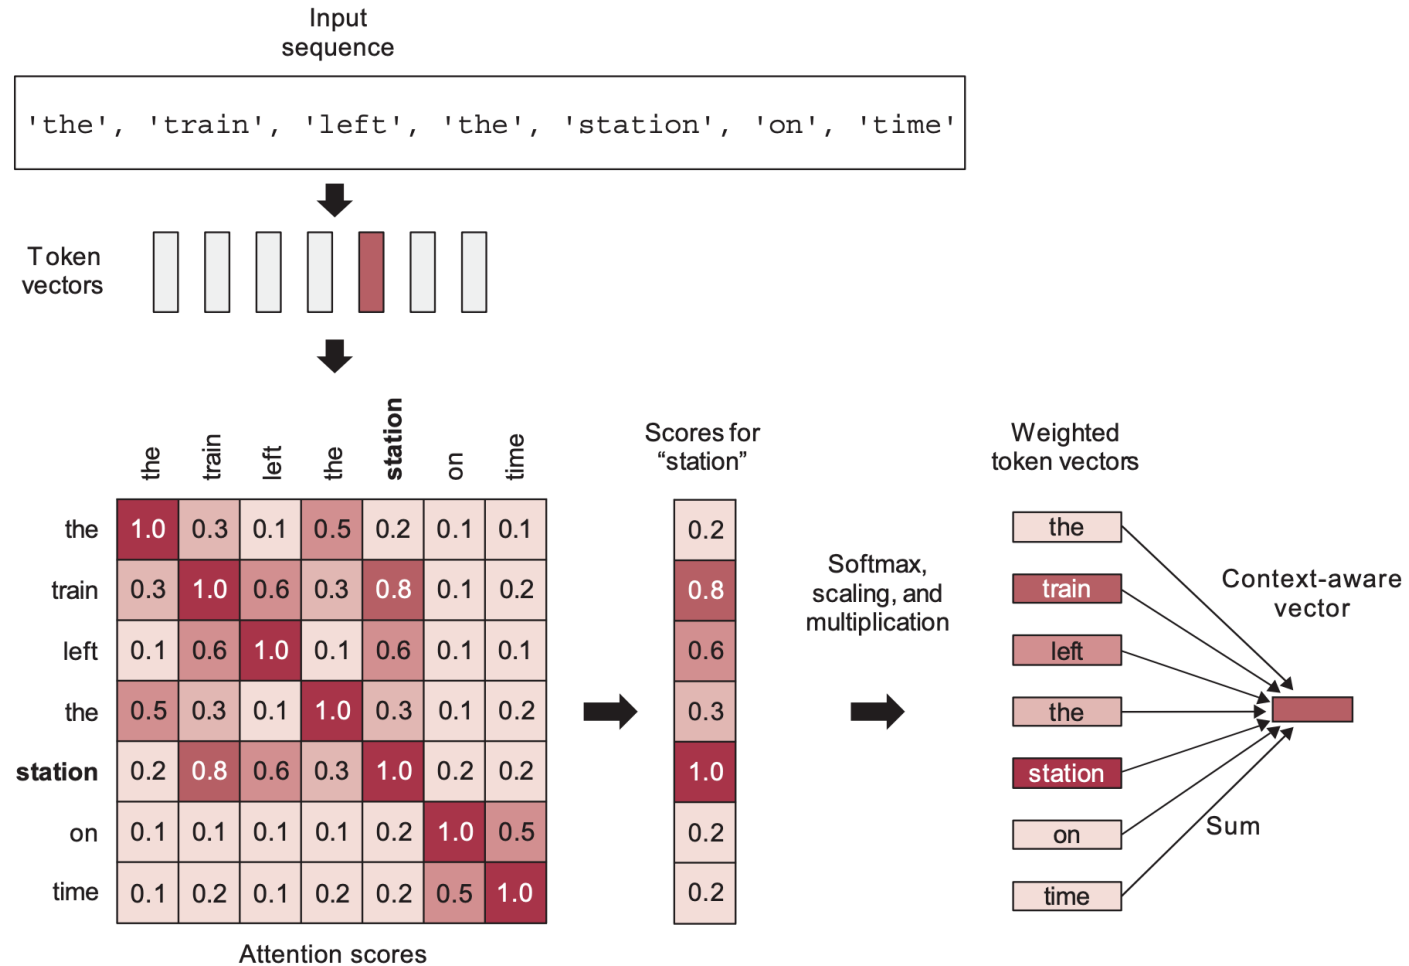 Input
sequence
'the', 'train', 'left', 'the', 'station', 'on', 'time'
Token
vectors
the train left the station on time
the 1.0 0.3 0.1 0.5 0.2 0.1 0.1
train 0.3 1.0 0.6 0.3 0.8 0.1 0.2
left 0.1 0.6 1.0 0.1 0.6 0.1 0.1
the 0.5 0.3 0.1 1.0 0.3 0.1 0.2
station 0.2 0.8 0.6 0.3 1.0 0.2 0.2
on 0.1 0.1 0.1 0.1 0.2 1.0 0.5
time 0.1 0.2 0.1 0.2 0.2 0.5 1.0
Attention scores
Scores for
“station”
0.2
0.8
0.6
0.3
1.0
0.2
0.2
Softmax,
scaling, and
multiplication
Weighted
token vectors
the
train
left
the
station
on
time
Sum
Context-aware
vector